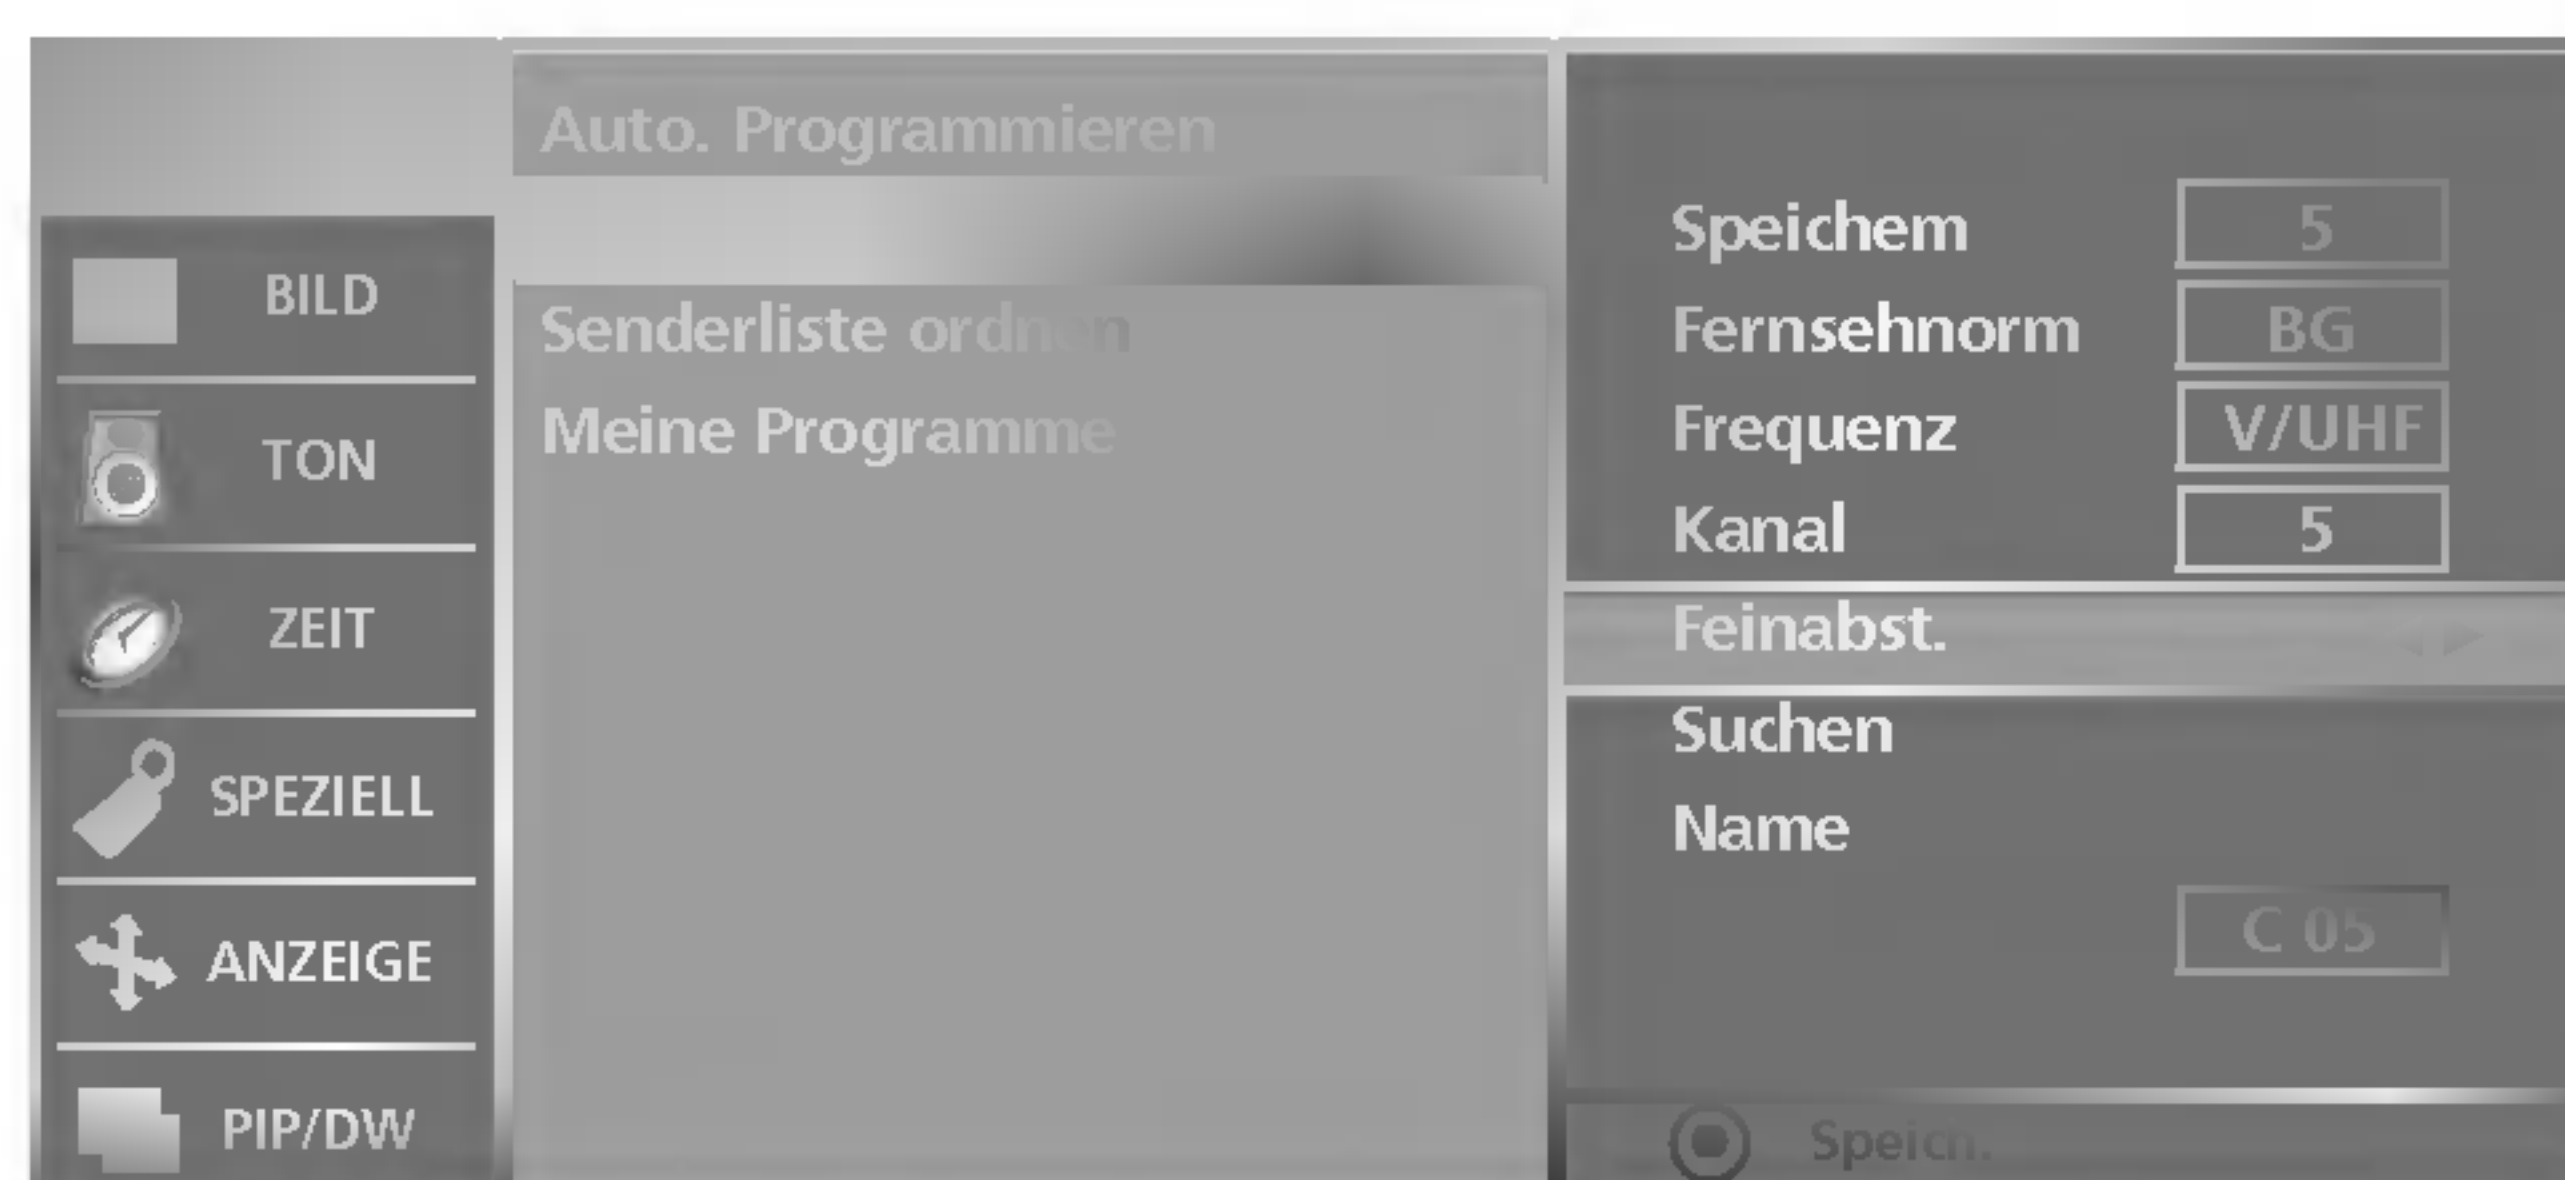 BILD
TON
ZEIT
SPEZIELL
ANZEIGE
PIP/DW
Auto. Programmieren
Senderliste ordnen
Meine Programme
Speichem 5
Fernsehnorm BG
Frequenz V/UHF
Kanal 5
Feinabst.
Suchen
Name
C 05
Speich.